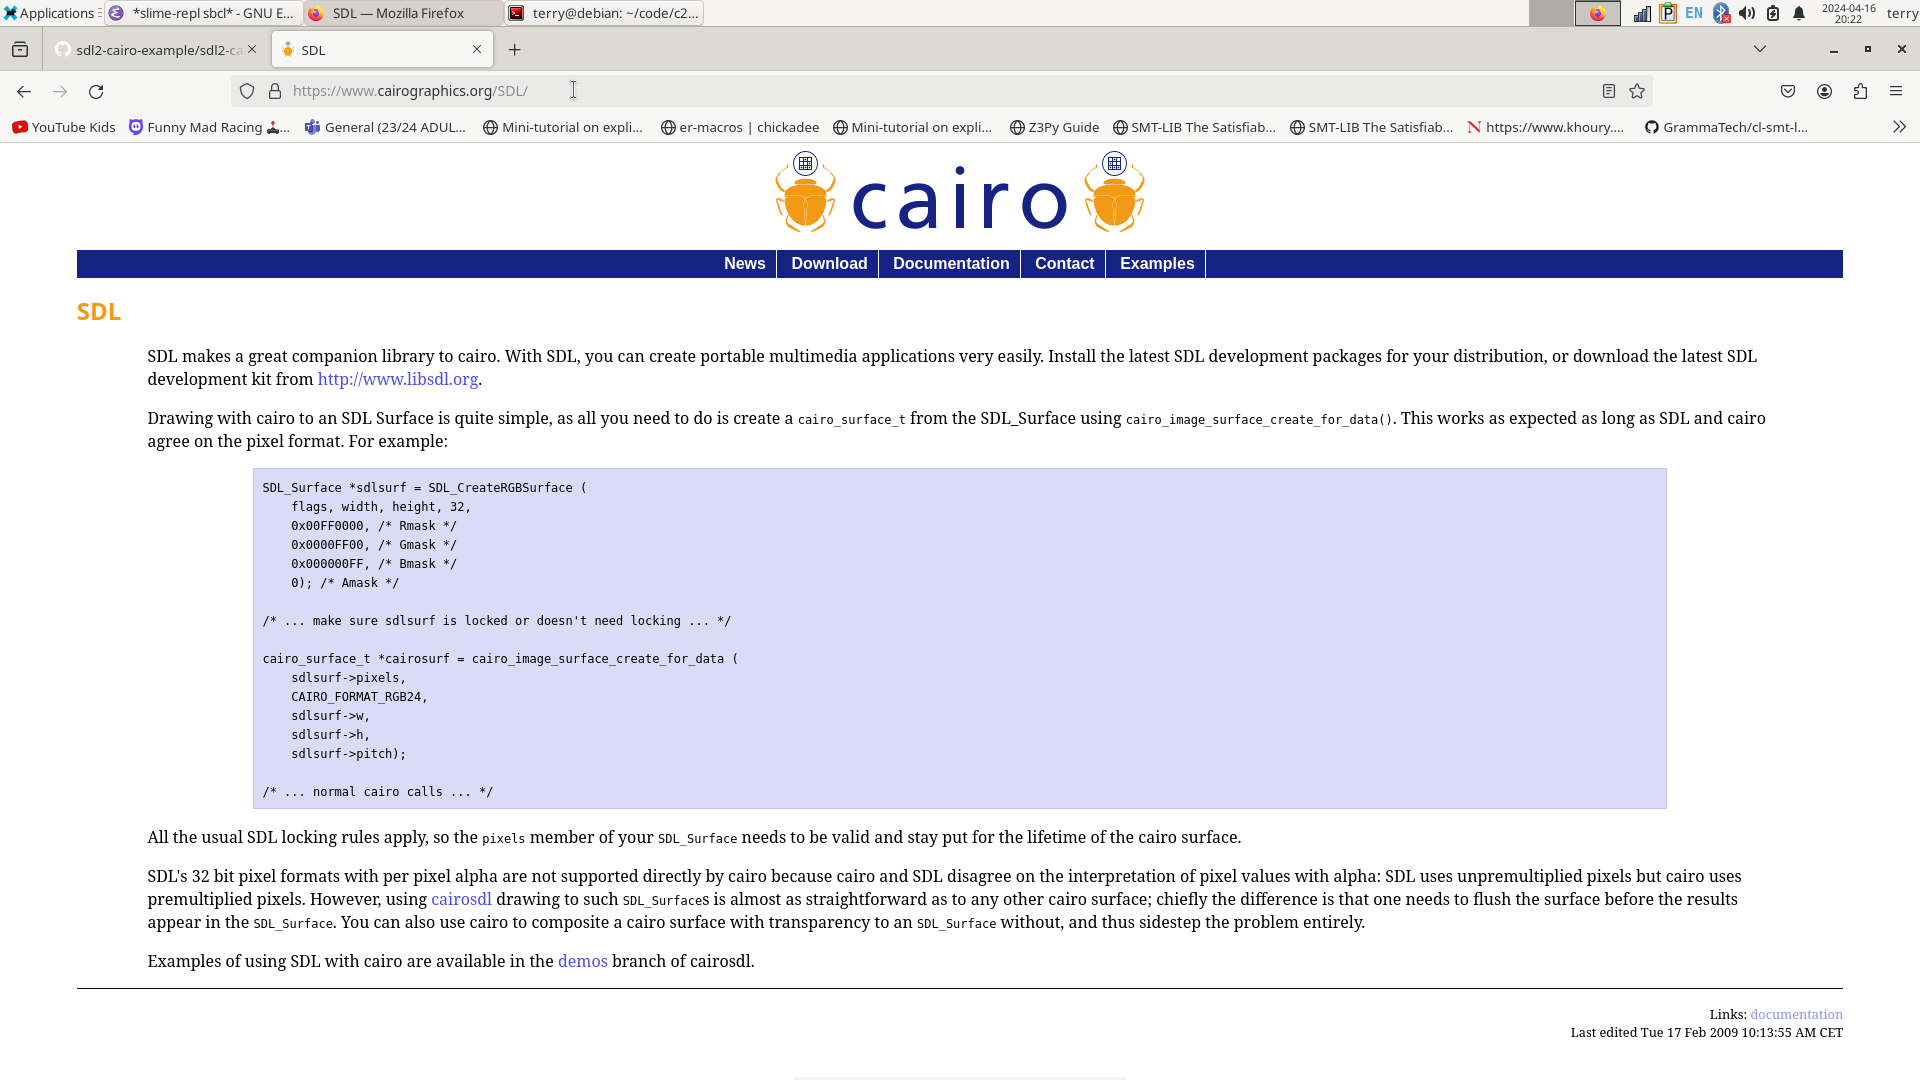 Applications *slime-repl sbcl* - GNU E... SDL — Mozilla Firefox terry@debian: ~/code/c2... EN 2024-04-16 20:22 terry
sdl2-cairo-example/sdl2-ca SDL
https://www.cairographics.org/SDL/
YouTube Kids Funny Mad Racing ... General (23/24 ADUL... Mini-tutorial on expli... er-macros | chickadee Mini-tutorial on expli... Z3Py Guide SMT-LIB The Satisfiab... SMT-LIB The Satisfiab... https://www.khoury.... GrammaTech/cl-smt-l...
cairo
News Download Documentation Contact Examples
SDL
SDL makes a great companion library to cairo. With SDL, you can create portable multimedia applications very easily. Install the latest SDL development packages for your distribution, or download the latest SDL
development kit from http://www.libsdl.org.
Drawing with cairo to an SDL Surface is quite simple, as all you need to do is create a cairo_surface_t from the SDL_Surface using cairo_image_surface_create_for_data(). This works as expected as long as SDL and cairo
agree on the pixel format. For example:
SDL_Surface *sdlsurf = SDL_CreateRGBSurface (
    flags, width, height, 32,
    0x00FF0000, /* Rmask */
    0x0000FF00, /* Gmask */
    0x000000FF, /* Bmask */
    0); /* Amask */
/* ... make sure sdlsurf is locked or doesn't need locking ... */
cairo_surface_t *cairosurf = cairo_image_surface_create_for_data (
    sdlsurf->pixels,
    CAIRO_FORMAT_RGB24,
    sdlsurf->w,
    sdlsurf->h,
    sdlsurf->pitch);
/* ... normal cairo calls ... */
All the usual SDL locking rules apply, so the pixels member of your SDL_Surface needs to be valid and stay put for the lifetime of the cairo surface.
SDL's 32 bit pixel formats with per pixel alpha are not supported directly by cairo because cairo and SDL disagree on the interpretation of pixel values with alpha: SDL uses unpremultiplied pixels but cairo uses
premultiplied pixels. However, using cairosdl drawing to such SDL_Surfaces is almost as straightforward as to any other cairo surface; chiefly the difference is that one needs to flush the surface before the results
appear in the SDL_Surface. You can also use cairo to composite a cairo surface with transparency to an SDL_Surface without, and thus sidestep the problem entirely.
Examples of using SDL with cairo are available in the demos branch of cairosdl.
Links: documentation
Last edited Tue 17 Feb 2009 10:13:55 AM CET